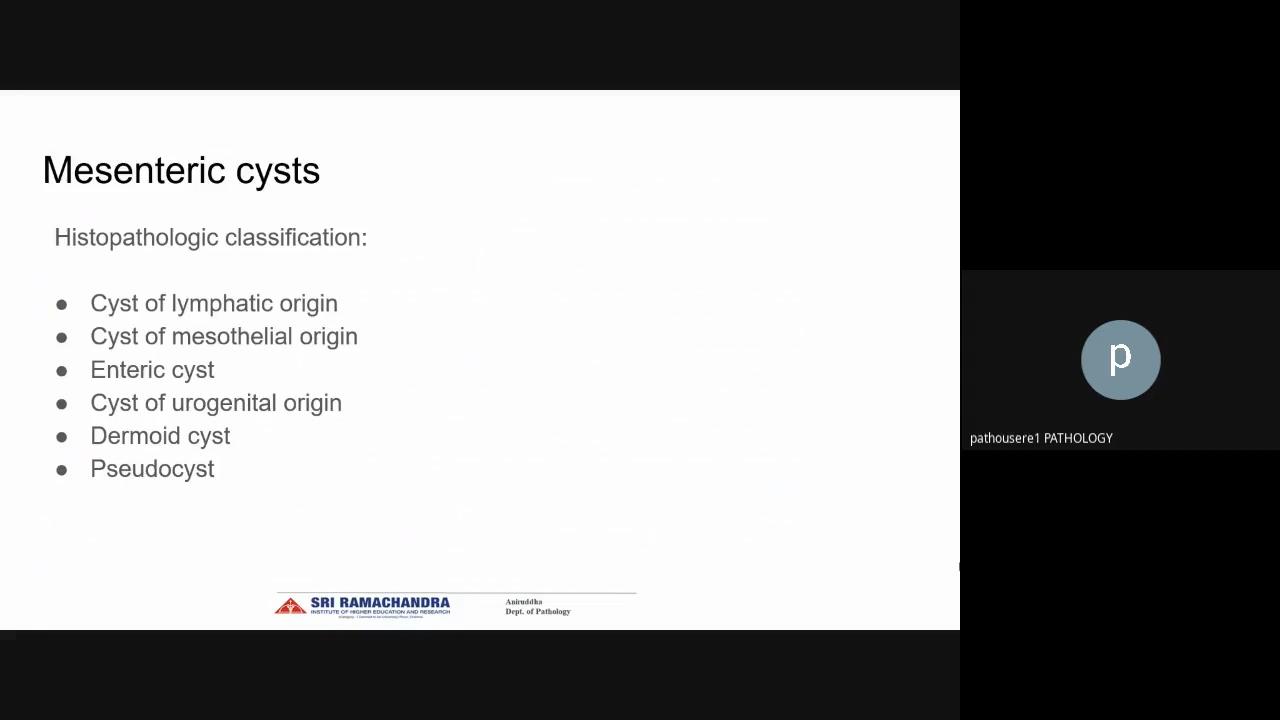 Mesenteric cysts
Histopathologic classification:
● Cyst of lymphatic origin
● Cyst of mesothelial origin
● Enteric cyst
● Cyst of urogenital origin
● Dermoid cyst
● Pseudocyst
SRI RAMACHANDRA
INSTITUTE OF HIGHER EDUCATION AND RESEARCH
Aniruddha
Dept. of Pathology
p
pathousere1 PATHOLOGY